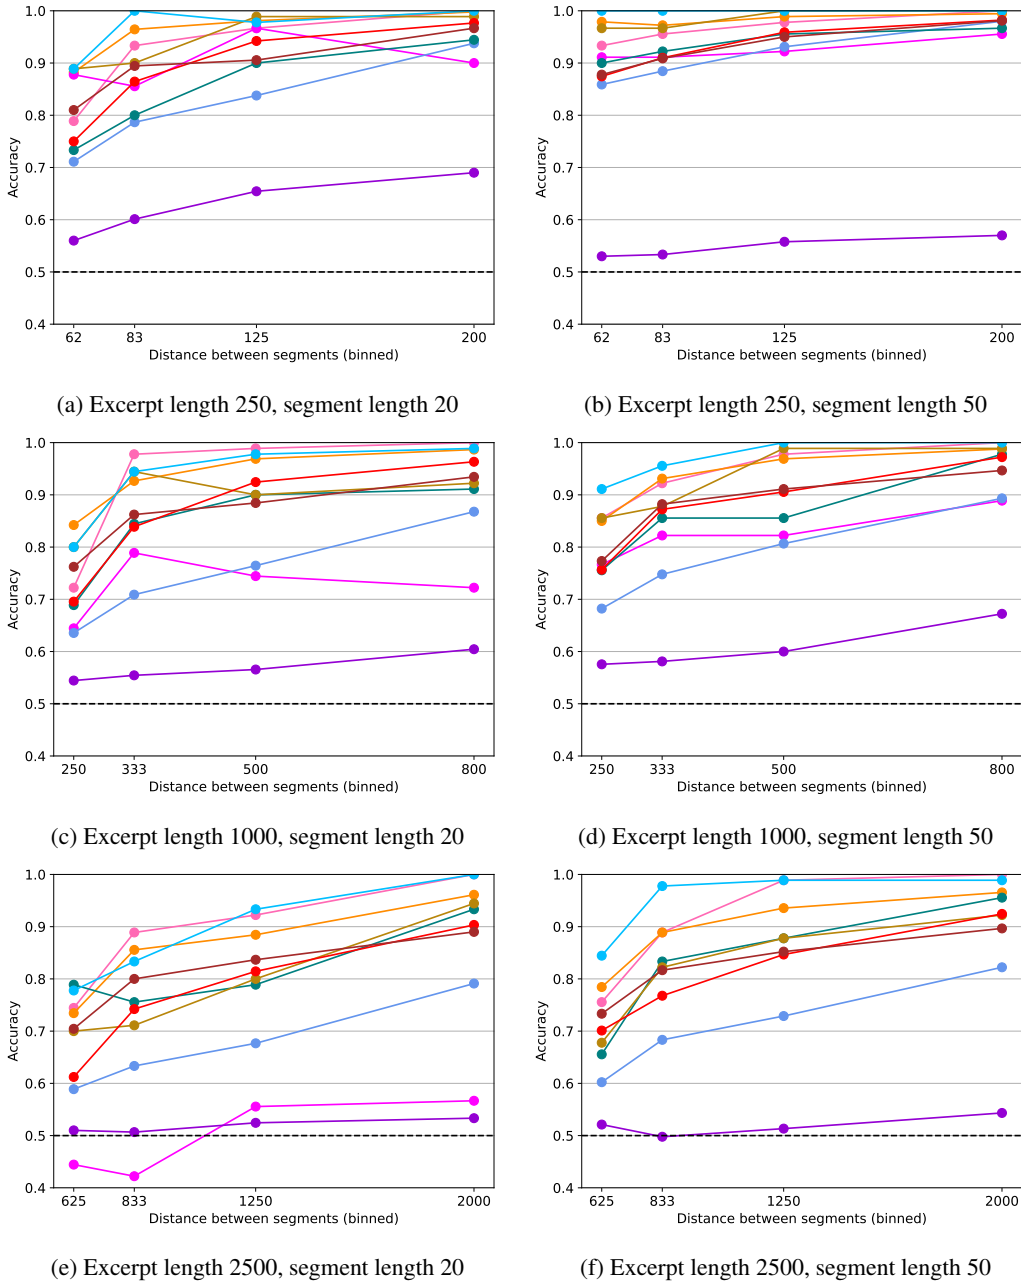 1.0
0.9
0.8
0.7
0.6
0.5
0.4
Accuracy
62 83 125 200
Distance between segments (binned)
(a) Excerpt length 250, segment length 20
1.0
0.9
0.8
0.7
0.6
0.5
0.4
Accuracy
62 83 125 200
Distance between segments (binned)
(b) Excerpt length 250, segment length 50
1.0
0.9
0.8
0.7
0.6
0.5
0.4
Accuracy
250 333 500 800
Distance between segments (binned)
(c) Excerpt length 1000, segment length 20
1.0
0.9
0.8
0.7
0.6
0.5
0.4
Accuracy
250 333 500 800
Distance between segments (binned)
(d) Excerpt length 1000, segment length 50
1.0
0.9
0.8
0.7
0.6
0.5
0.4
Accuracy
625 833 1250 2000
Distance between segments (binned)
(e) Excerpt length 2500, segment length 20
1.0
0.9
0.8
0.7
0.6
0.5
0.4
Accuracy
625 833 1250 2000
Distance between segments (binned)
(f) Excerpt length 2500, segment length 50